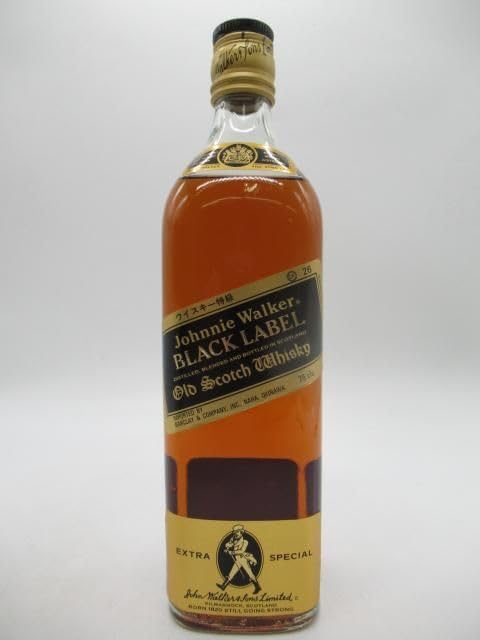 John Walker & Sons L
ウイスキー特級
26
Johnnie Walker
BLACK LABEL
DISTILLED, BLENDED AND BOTTLED IN SCOTLAND
Old Scotch Whisky
IMPORTED BY
BARCLAY & COMPANY, INC., NAHA, OKINAWA.
EXTRA SPECIAL
John Walker & Sons Limited
KILMARNOCK, SCOTLAND
BORN 1820 STILL GOING STRONG